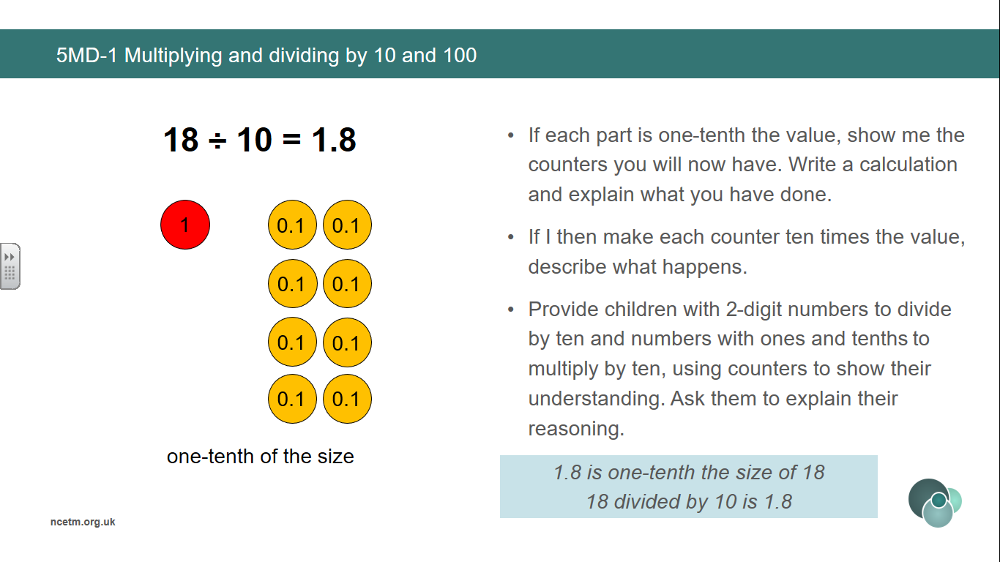 5MD-1 Multiplying and dividing by 10 and 100
18 ÷ 10 = 1.8
1
0.1 0.1
0.1 0.1
0.1 0.1
0.1 0.1
one-tenth of the size
• If each part is one-tenth the value, show me the
counters you will now have. Write a calculation
and explain what you have done.
• If I then make each counter ten times the value,
describe what happens.
• Provide children with 2-digit numbers to divide
by ten and numbers with ones and tenths to
multiply by ten, using counters to show their
understanding. Ask them to explain their
reasoning.
1.8 is one-tenth the size of 18
18 divided by 10 is 1.8
ncetm.org.uk